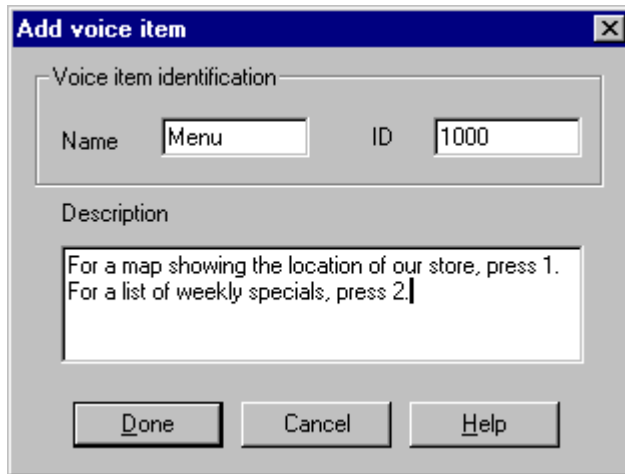 Add voice item
Voice item identification
Name Menu ID 1000
Description
For a map showing the location of our store, press 1.
For a list of weekly specials, press 2.
Done Cancel Help